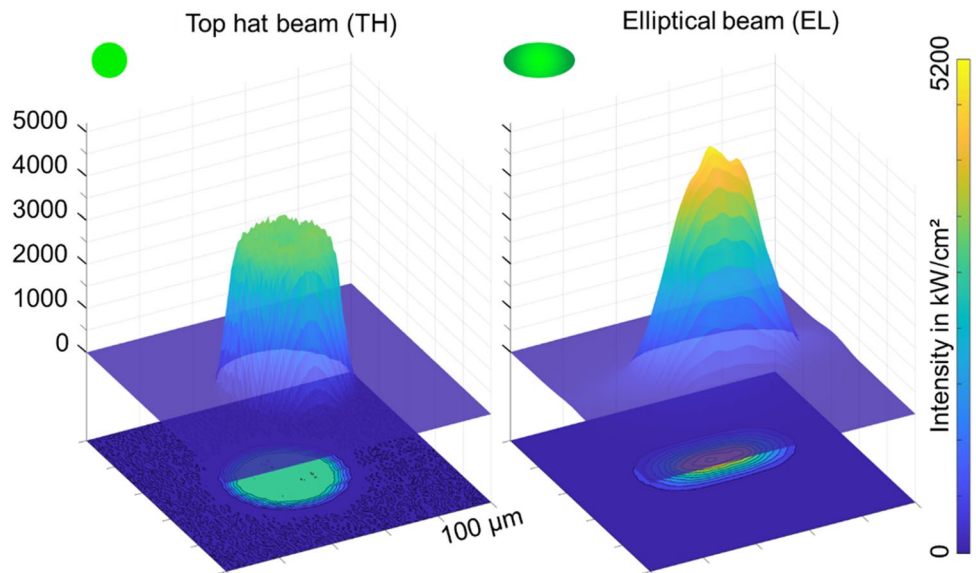 Top hat beam (TH)
Elliptical beam (EL)
5000
4000
3000
2000
1000
0
100 µm
5200
Intensity in kW/cm²
0